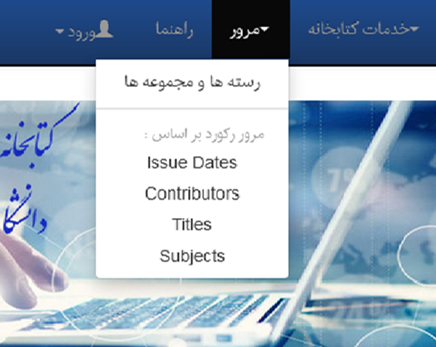 خدمات کتابخانه
مرور
راهنما
ورود
رسته ها و مجموعه ها
مرور رکورد بر اساس :
Issue Dates
Contributors
Titles
Subjects
کتابخانه
دانشگا